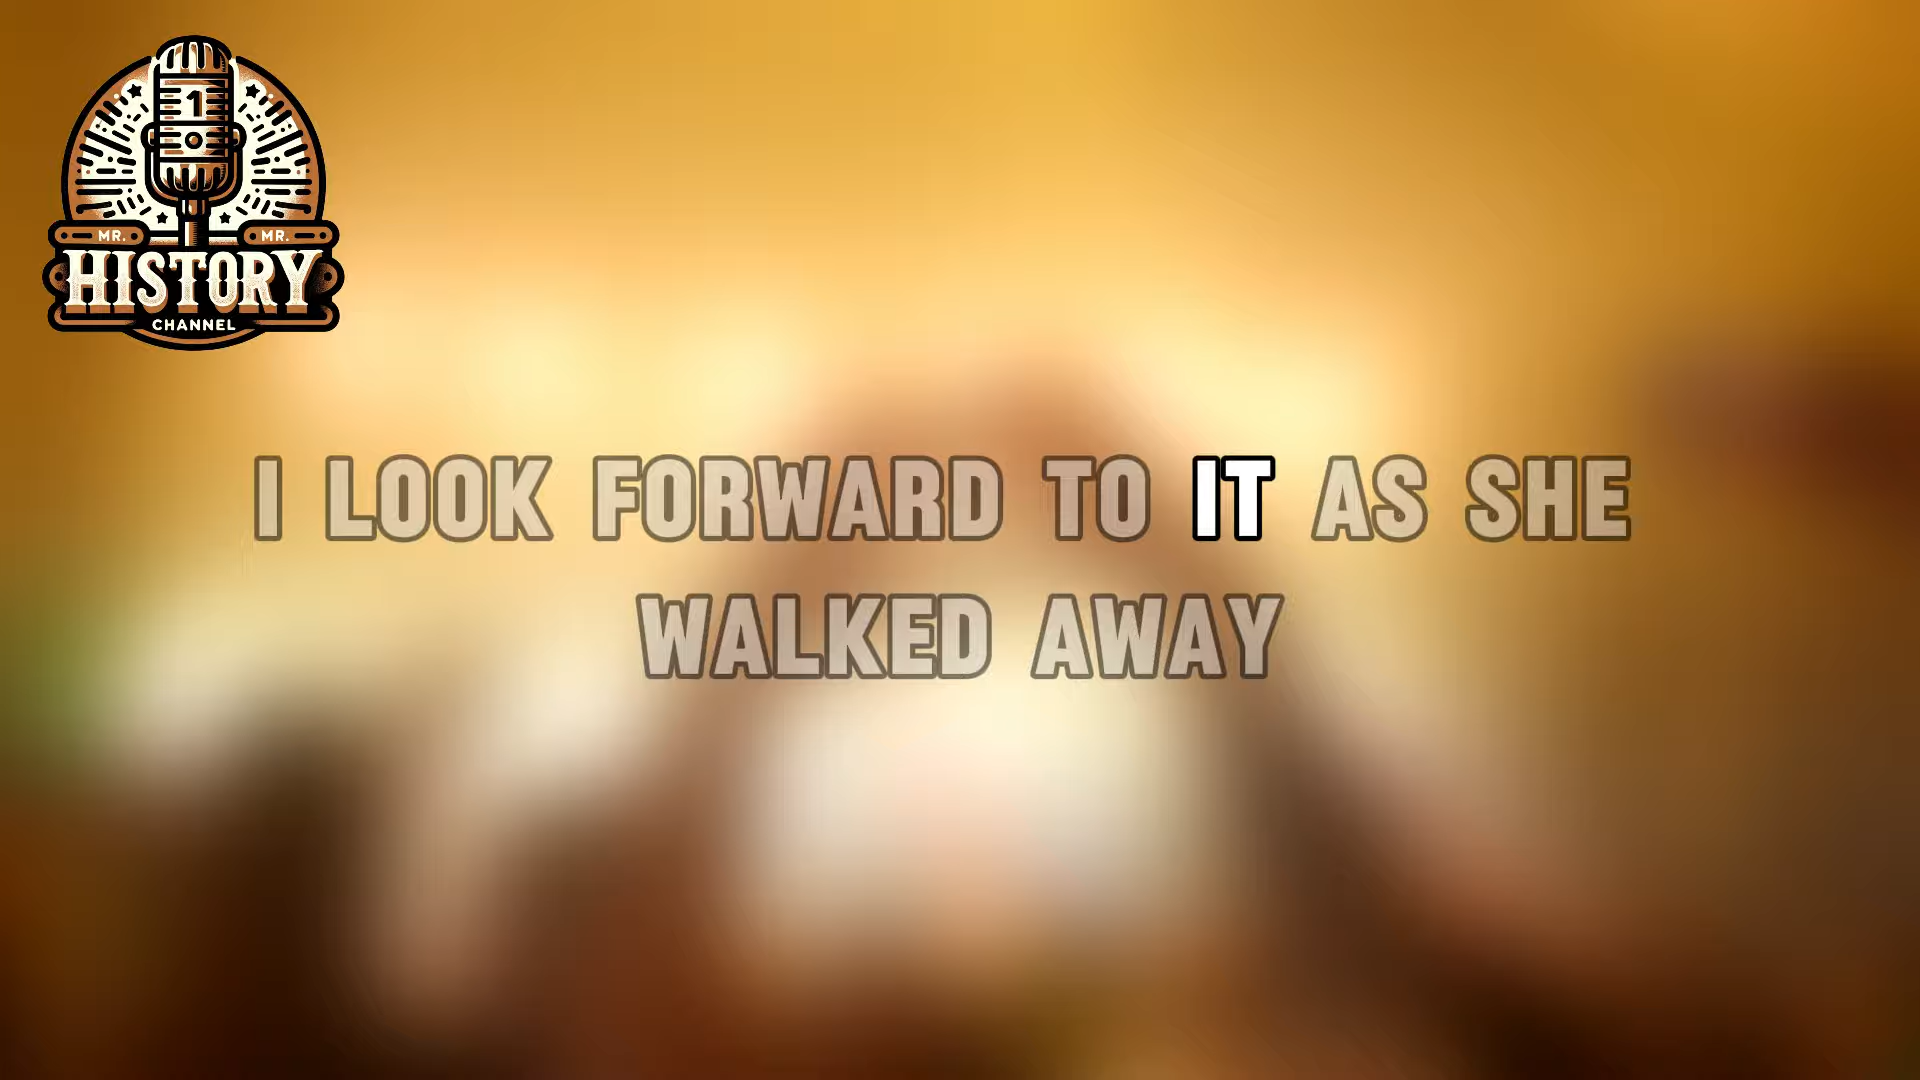 1
MR. MR.
HISTORY
CHANNEL
I LOOK FORWARD TO IT AS SHE
WALKED AWAY